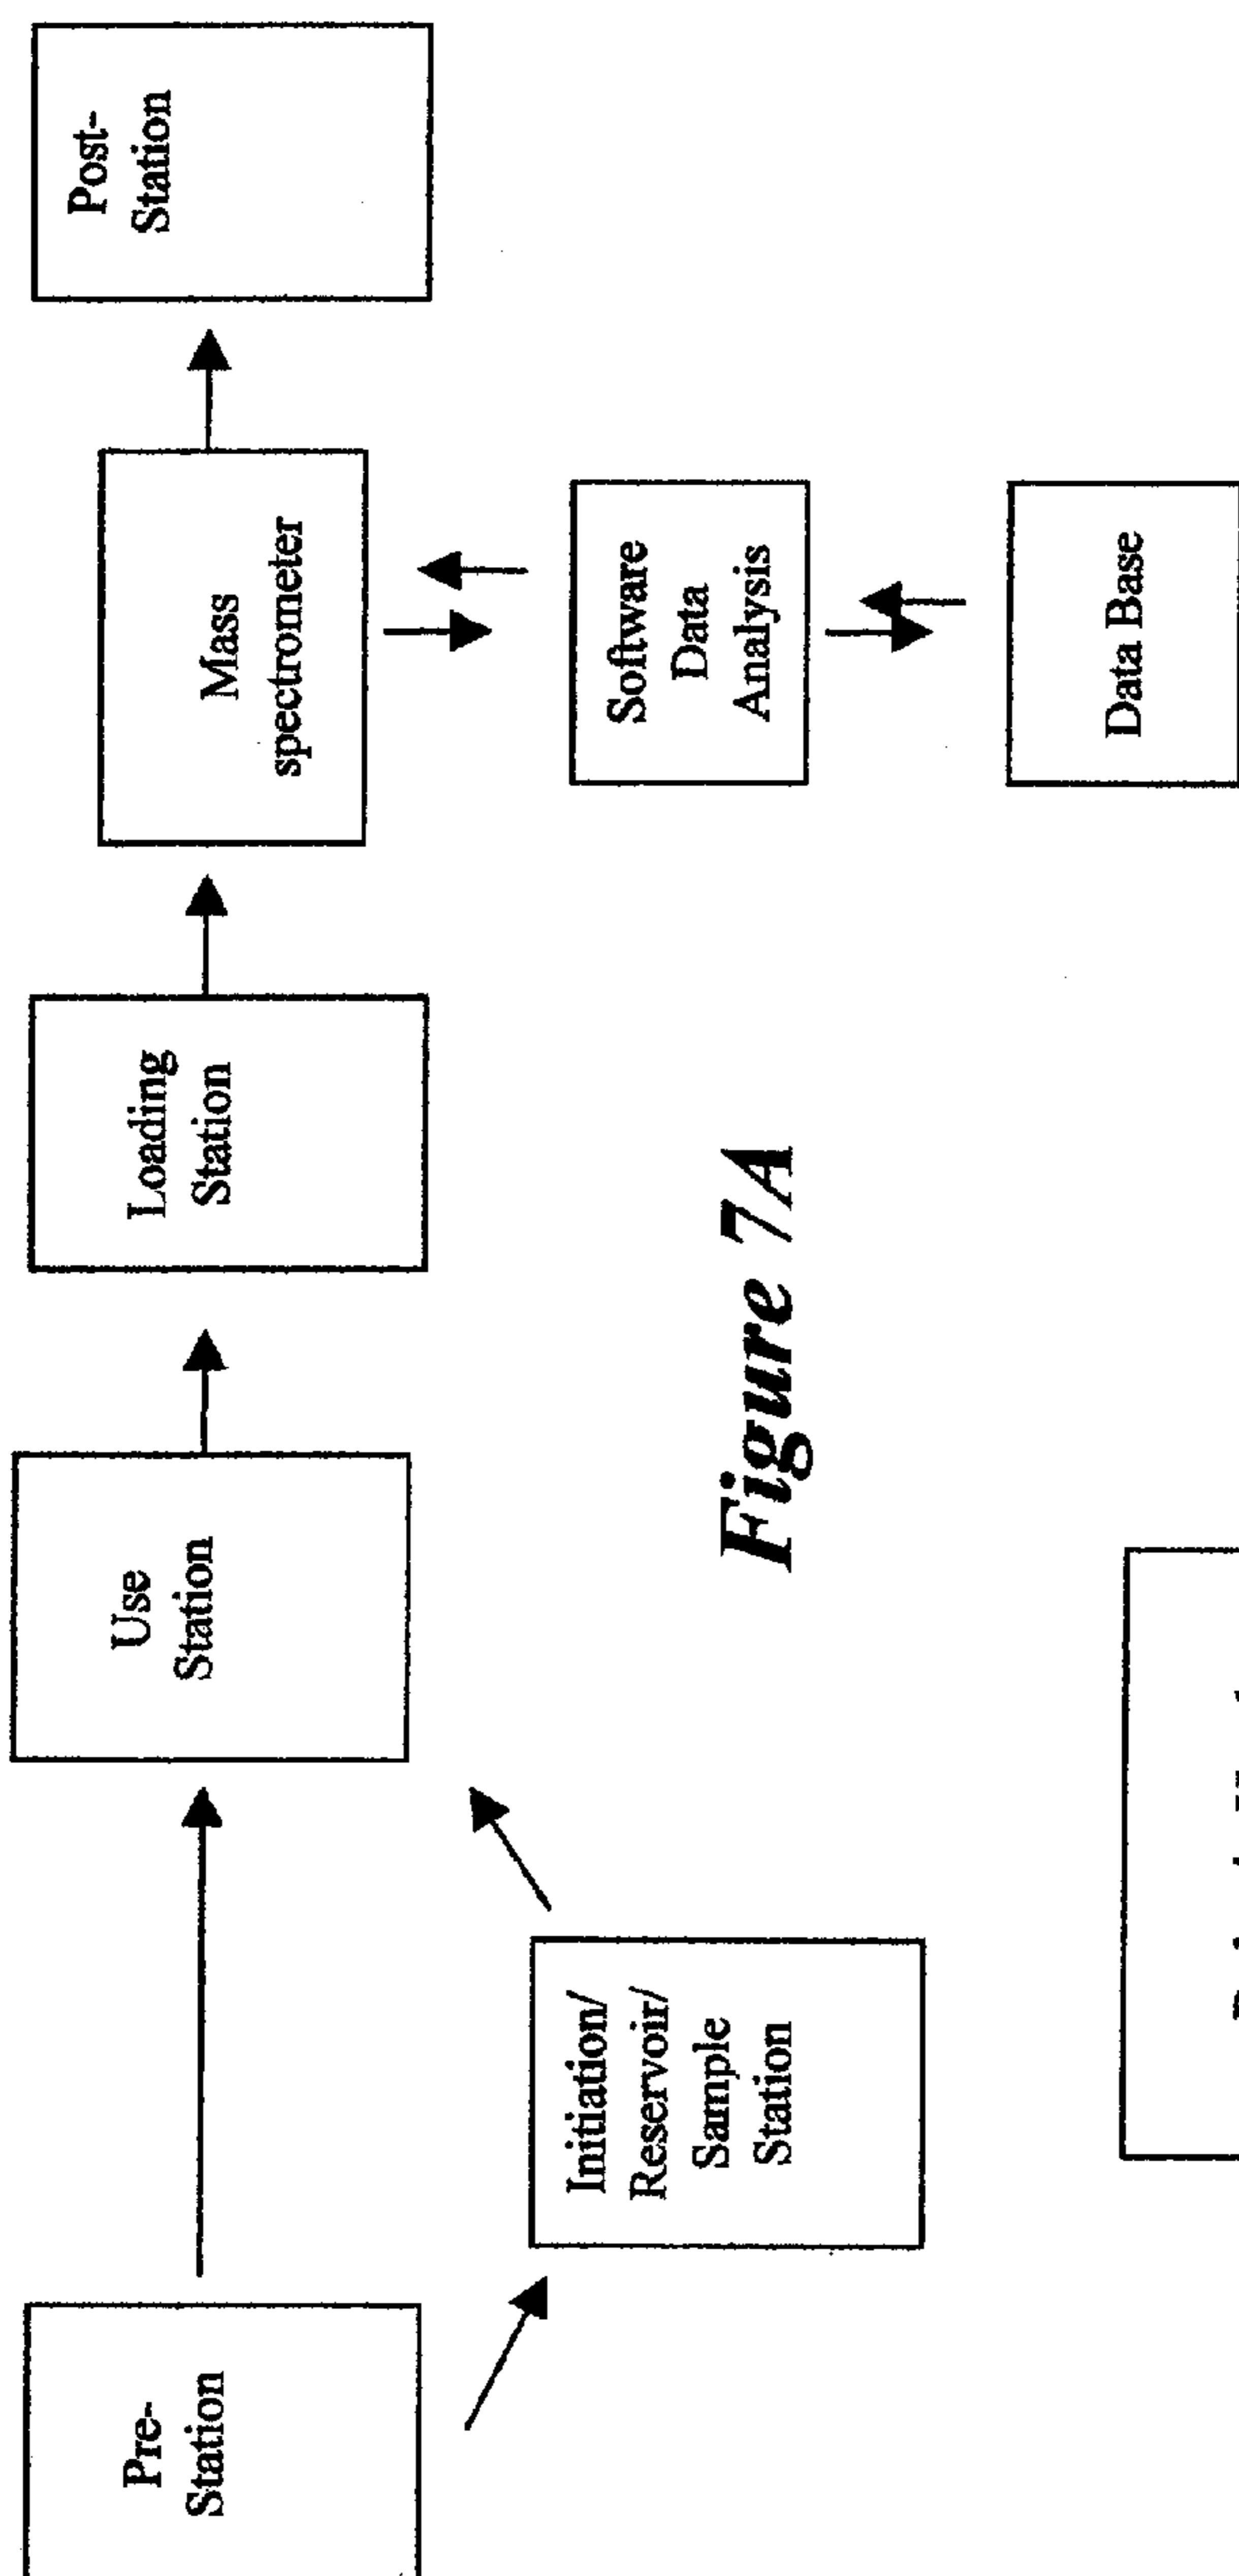 Pre-
Station
Initiation/
Reservoir/
Sample
Station
Use
Station
Loading
Station
Mass
spectrometer
Software
Data
Analysis
Data Base
Post-
Station
Figure 7A